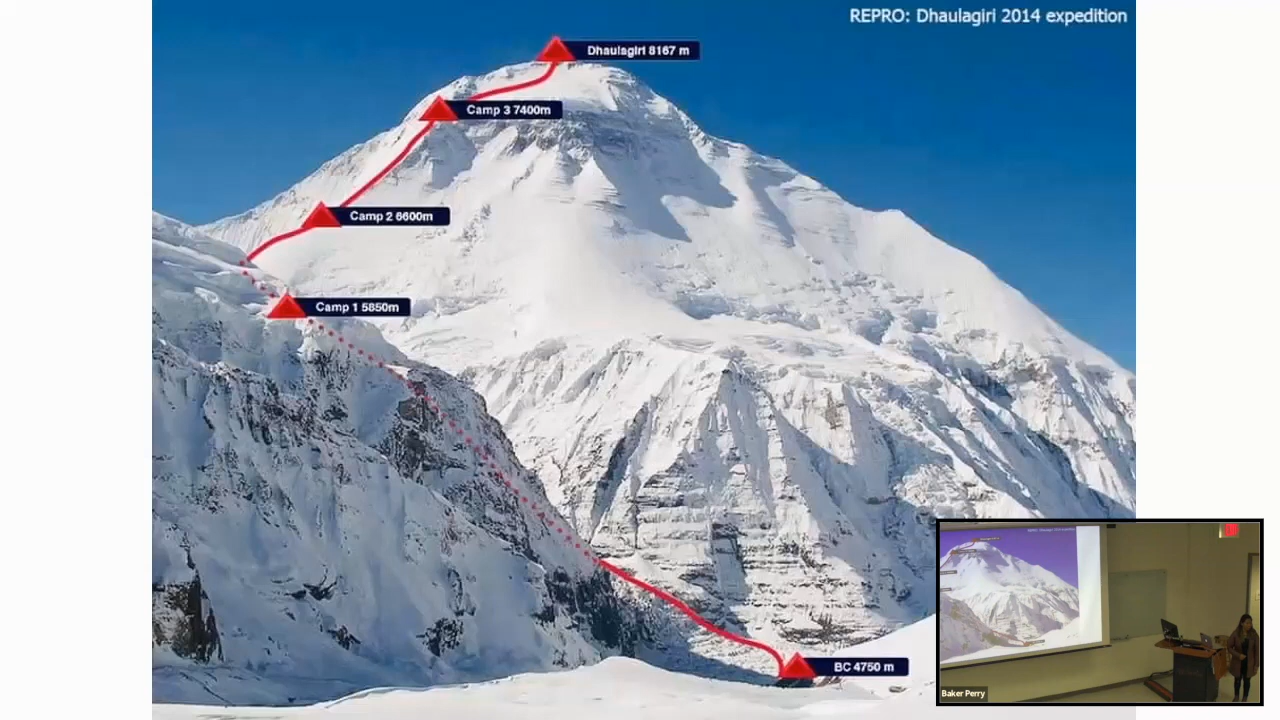 REPRO: Dhaulagiri 2014 expedition
Dhaulagiri 8167 m
Camp 3 7400m
Camp 2 6600m
Camp 1 5850m
BC 4750 m
Baker Perry